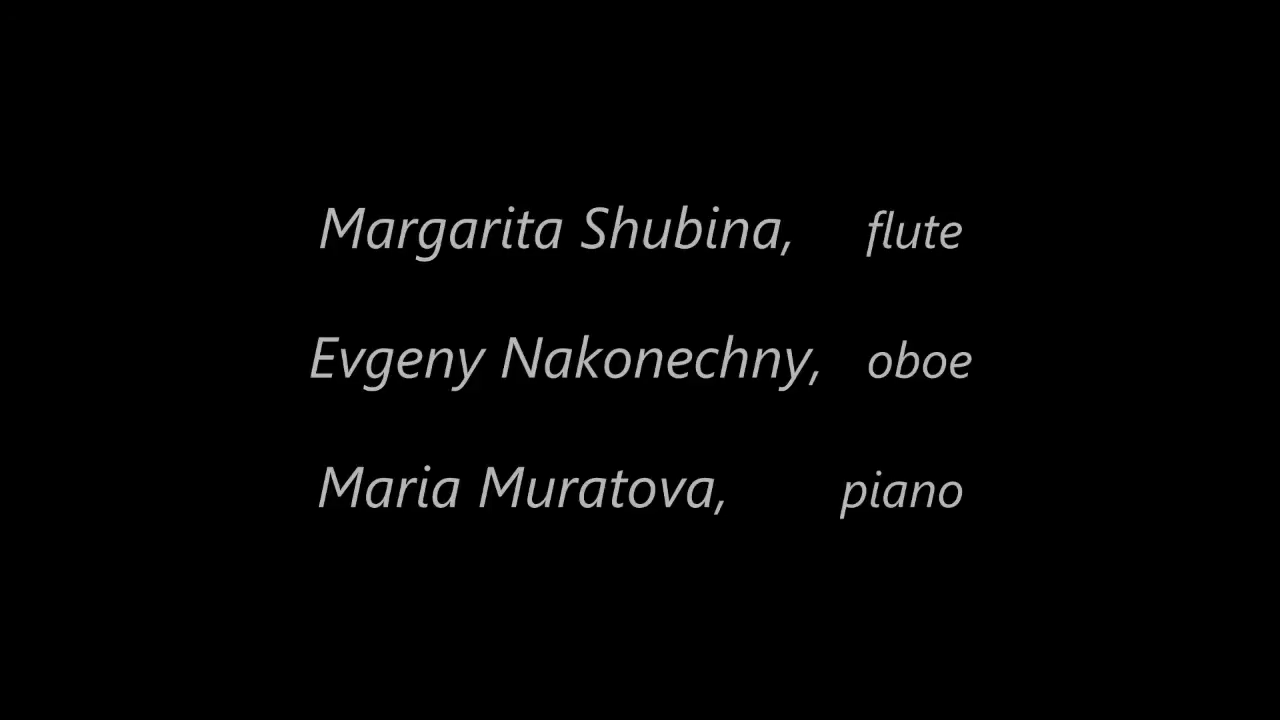 Margarita Shubina, flute
Evgeny Nakonechny, oboe
Maria Muratova, piano